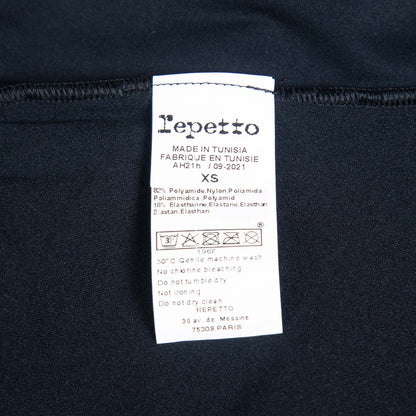 repetto
MADE IN TUNISIA
FABRIQUE EN TUNISIE
AH21h / 09-2021
XS
82% Polyamide,Nylon,Poliamida
Poliammidica,Polyamid
18% Elasthanne,Elastane,Elasthan
Elastan,Elasthan
®
30
30°C Gentle machine wash
No chlorine bleaching
Do not tumble dry
Not ironing
Do not dry clean
REPETTO
30 av. de Messine
75008 PARIS